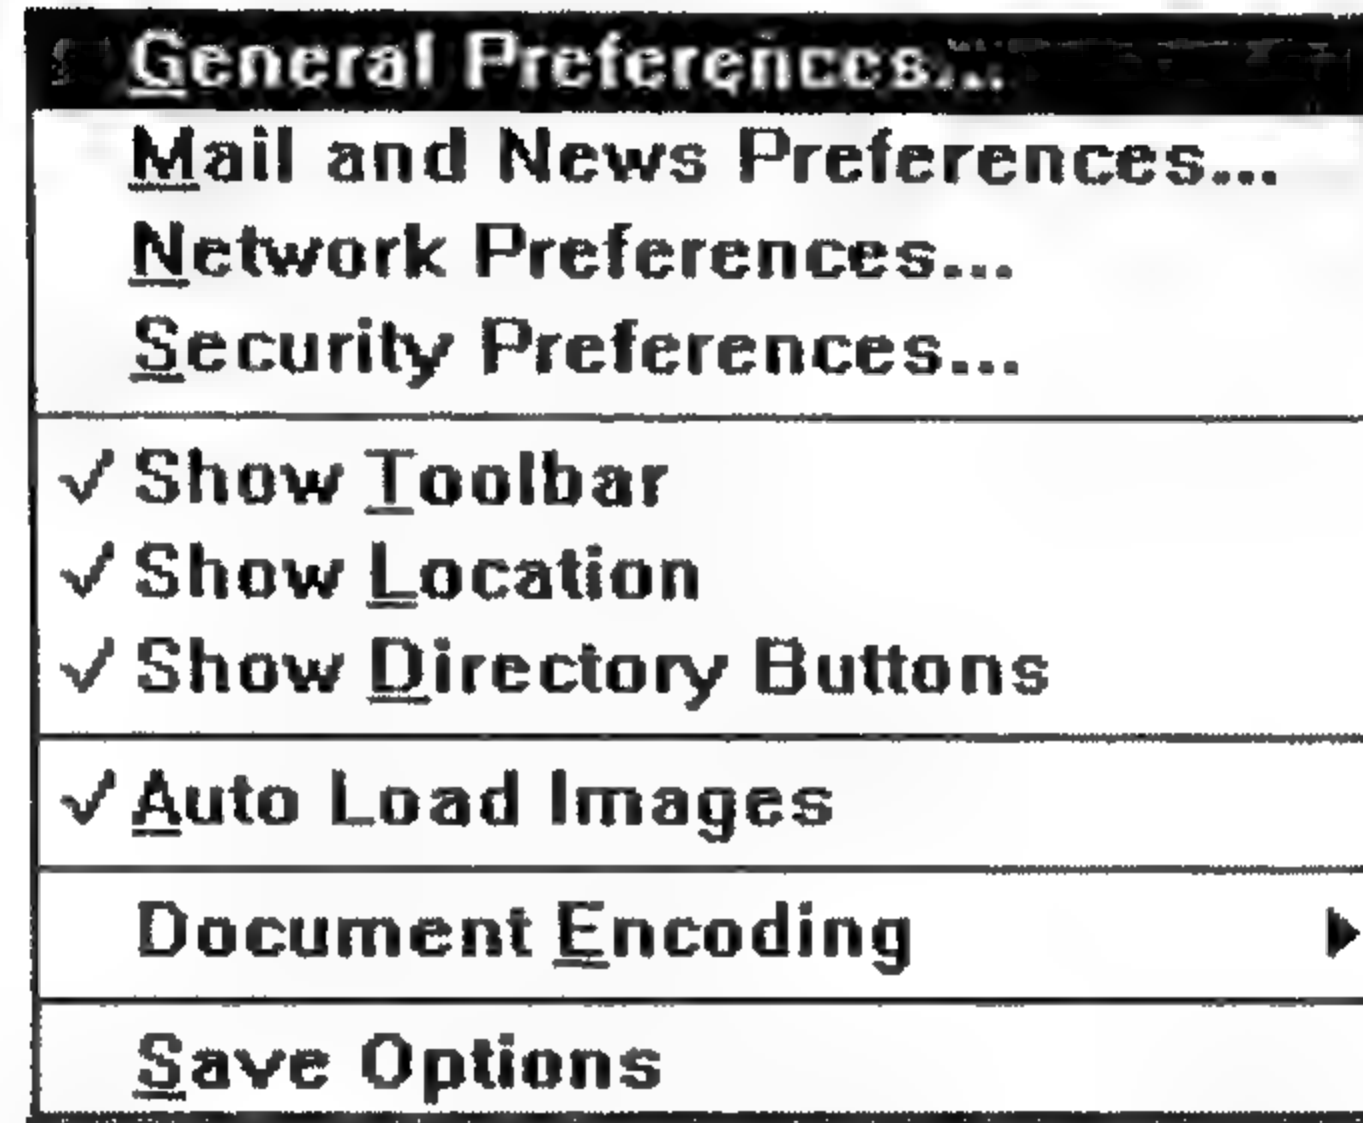 General Preferences...
Mail and News Preferences...
Network Preferences...
Security Preferences...
✓ Show Toolbar
✓ Show Location
✓ Show Directory Buttons
✓ Auto Load Images
Document Encoding
Save Options